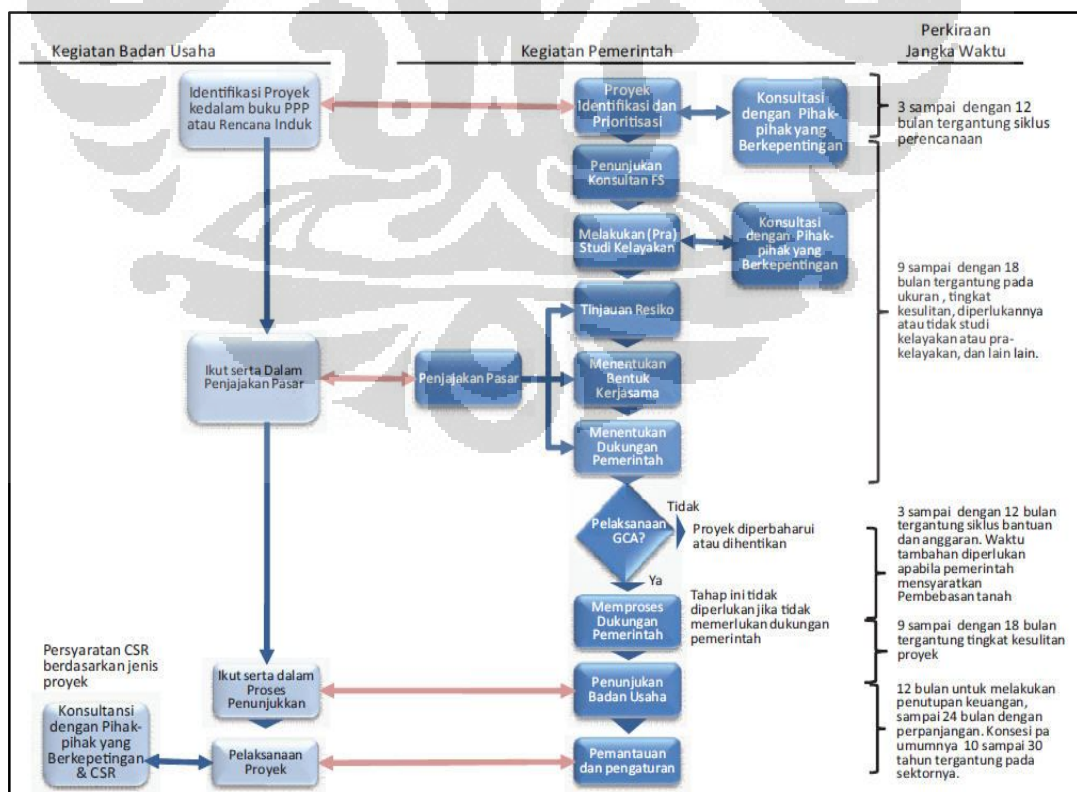 Kegiatan Badan Usaha
Kegiatan Pemerintah
Perkiraan
Jangka Waktu
Identifikasi Proyek
kedalam buku PPP
atau Rencana Induk
Proyek
Identifikasi dan
Prioritisasi
Konsultasi
dengan Pihak-
pihak yang
Berkepentingan
3 sampai dengan 12
bulan tergantung siklus
perencanaan
Penunjukan
Konsultan FS
Melakukan (Pra)
Studi Kelayakan
Konsultasi
dengan Pihak-
pihak yang
Berkepentingan
9 sampai dengan 18
bulan tergantung pada
ukuran , tingkat
kesulitan, diperlukannya
atau tidak studi
kelayakan atau pra-
kelayakan, dan lain lain.
Tinjauan Resiko
Ikut serta Dalam
Penjajakan Pasar
Penjajakan Pasar
Menentukan
Bentuk
Kerjasama
Menentukan
Dukungan
Pemerintah
Pelaksanaan
GCA?
Tidak
Proyek diperbaharui
atau dihentikan
Ya
3 sampai dengan 12 bulan
tergantung siklus bantuan
dan anggaran. Waktu
tambahan diperlukan
apabila pemerintah
mensyaratkan
Pembebasan tanah
Memproses
Dukungan
Pemerintah
Tahap ini tidak
diperlukan jika tidak
memerlukan dukungan
pemerintah
9 sampai dengan 18 bulan
tergantung tingkat kesulitan
proyek
Persyaratan CSR
berdasarkan jenis
proyek
Ikut serta dalam
Proses
Penunjukkan
Penunjukan
Badan Usaha
12 bulan untuk melakukan
penutupan keuangan,
sampai 24 bulan dengan
perpanjangan. Konsesi pa
umumnya 10 sampai 30
tahun tergantung pada
sektornya.
Konsultansi
dengan Pihak-
pihak yang
Berkepetingan
& CSR
Pelaksanaan
Proyek
Pemantauan
dan pengaturan